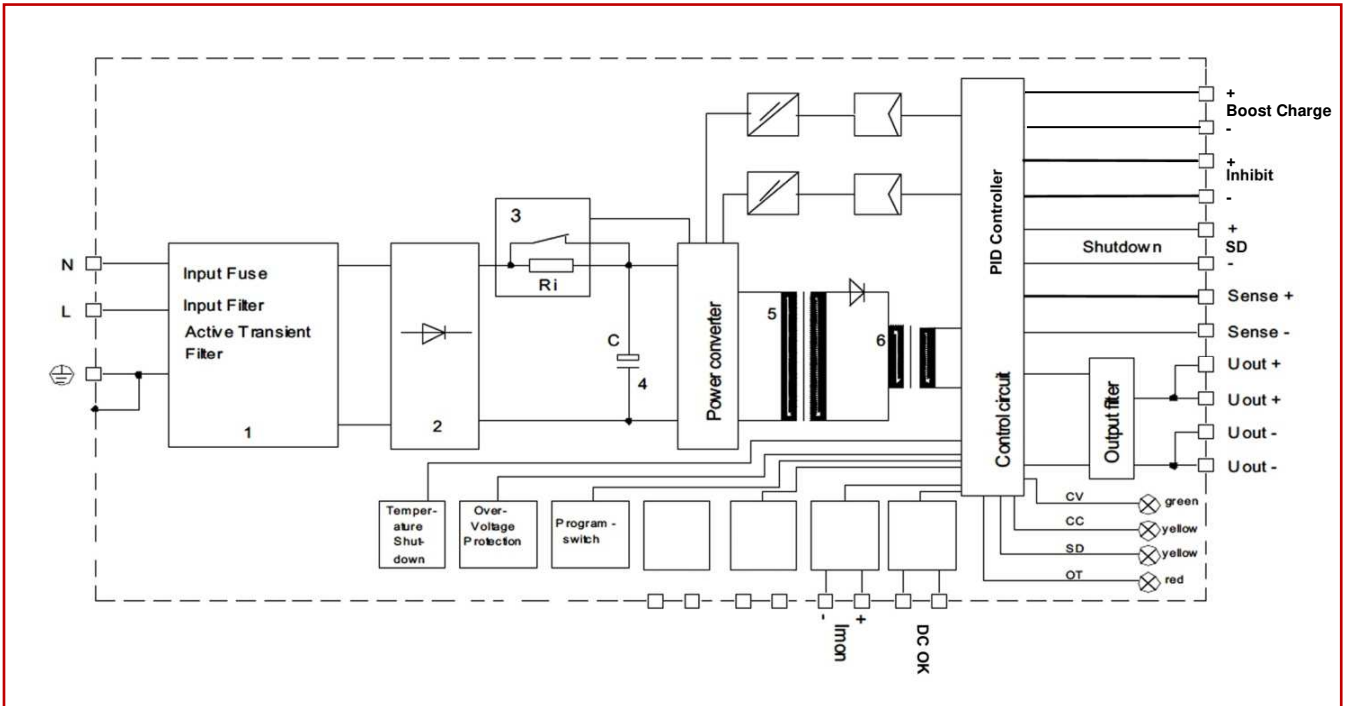 N
L
Input Fuse
Input Filter
Active Transient
Filter
1
2
3
Ri
C
4
Power converter
5
6
PID Controller
Control circuit
+
Boost Charge
-
+
Inhibit
-
+
Shutdown SD
-
Sense +
Sense -
Uout +
Uout +
Uout -
Uout -
Output filter
CV green
CC yellow
SD yellow
OT red
Temper-
ature
Shut-
down
Over-
Voltage
Protection
Program -
switch
- +
Imon
DC OK